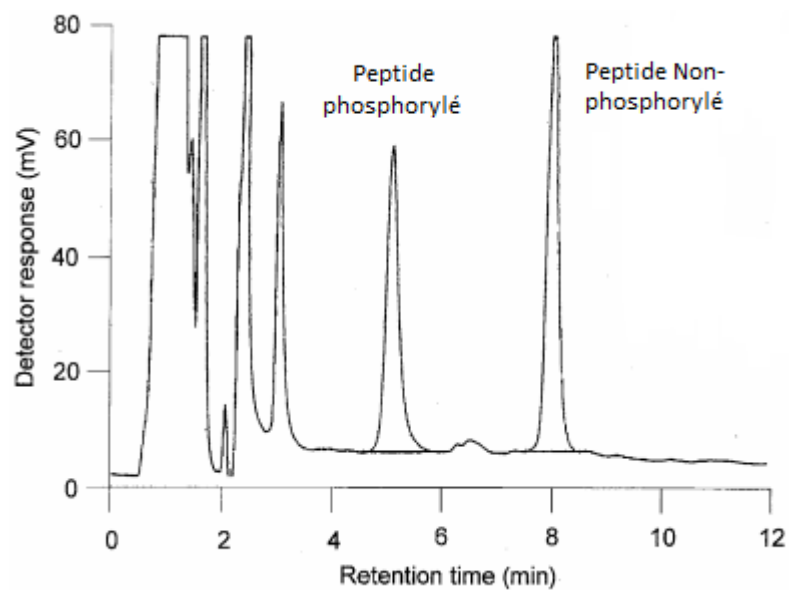 80
60
40
20
0
Detector response (mV)
Peptide
phosphorylé
Peptide Non-
phosphorylé
0 2 4 6 8 10 12
Retention time (min)